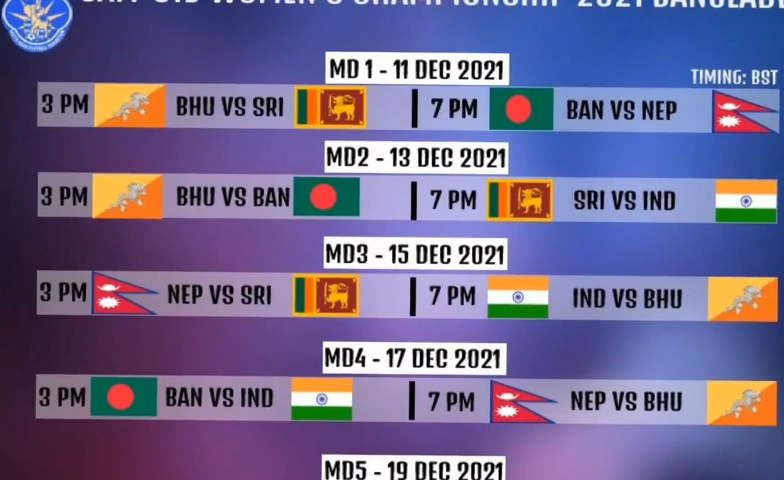 MD 1 - 11 DEC 2021
TIMING: BST
3 PM BHU VS SRI 7 PM BAN VS NEP
MD2 - 13 DEC 2021
3 PM BHU VS BAN 7 PM SRI VS IND
MD3 - 15 DEC 2021
3 PM NEP VS SRI 7 PM IND VS BHU
MD4 - 17 DEC 2021
3 PM BAN VS IND 7 PM NEP VS BHU
MD5 - 19 DEC 2021